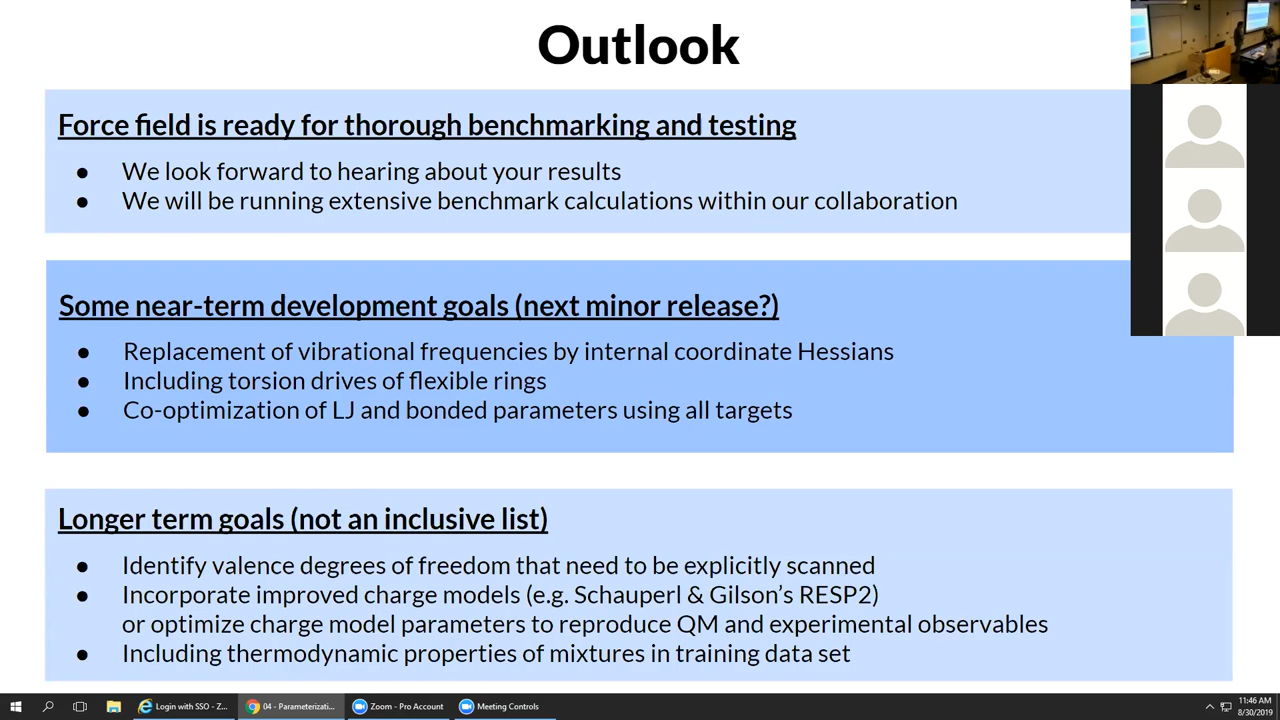 Outlook
Force field is ready for thorough benchmarking and testing
● We look forward to hearing about your results
● We will be running extensive benchmark calculations within our collaboration
Some near-term development goals (next minor release?)
● Replacement of vibrational frequencies by internal coordinate Hessians
● Including torsion drives of flexible rings
● Co-optimization of LJ and bonded parameters using all targets
Longer term goals (not an inclusive list)
● Identify valence degrees of freedom that need to be explicitly scanned
● Incorporate improved charge models (e.g. Schauperl & Gilson's RESP2)
or optimize charge model parameters to reproduce QM and experimental observables
● Including thermodynamic properties of mixtures in training data set
Login with SSO - Z...
04 - Parameterizati...
Zoom - Pro Account
Meeting Controls
11:46 AM
8/30/2019